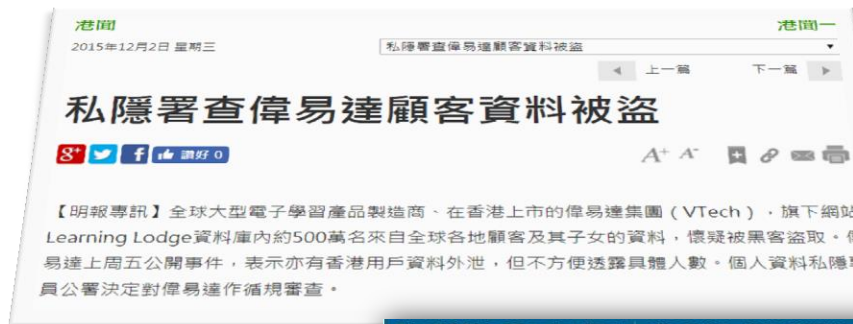 港聞
港聞一
2015年12月2日 星期三
私隱署查偉易達顧客資料被盜
上一篇
下一篇
私隱署查偉易達顧客資料被盜
8+ f 讚好 0
A+ A-
【明報專訊】全球大型電子學習產品製造商、在香港上市的偉易達集團(VTech),旗下網站
Learning Lodge資料庫內約500萬名來自全球各地顧客及其子女的資料,懷疑被黑客盜取。
易達上周五公開事件,表示亦有香港用戶資料外泄,但不方便透露具體人數。個人資料私隱
員公署決定對偉易達作循規審查。